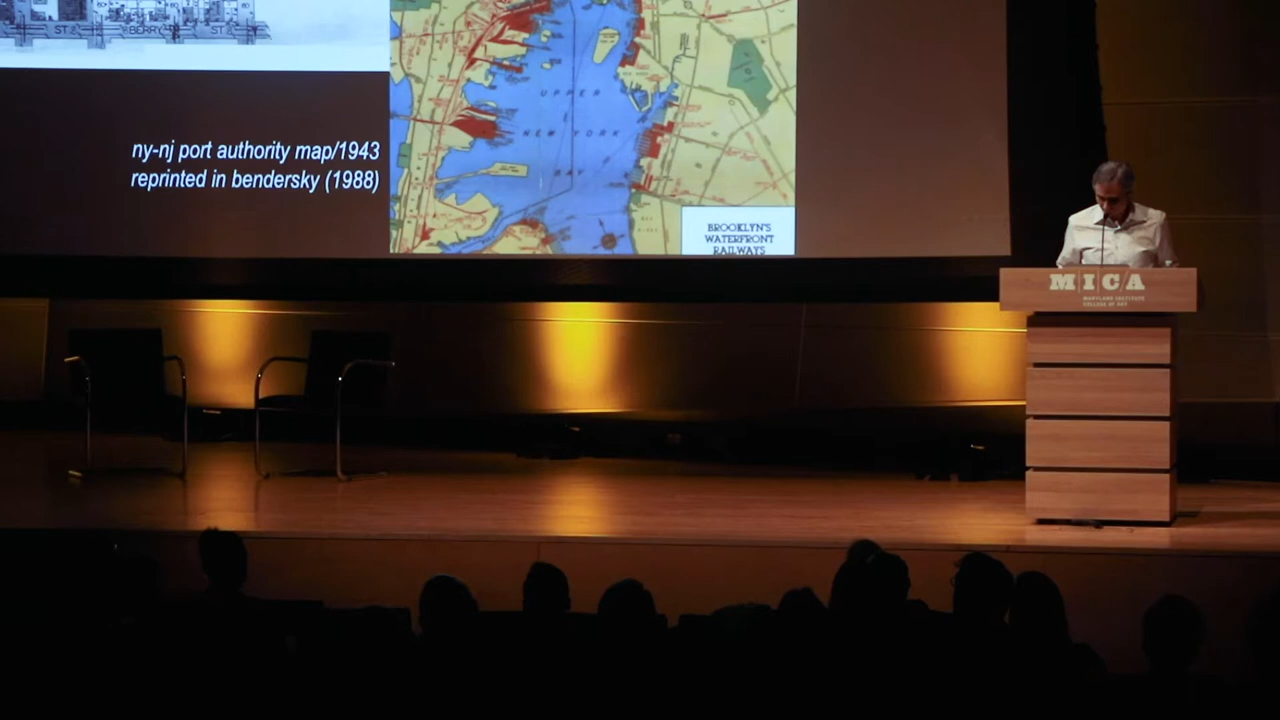 ST
BERRY
ST
ny-nj port authority map/1943
reprinted in bendersky (1988)
UPPER
NEW YORK
BAY
BROOKLYN'S
WATERFRONT
RAILWAYS
MICA
MARYLAND INSTITUTE
COLLEGE OF ART